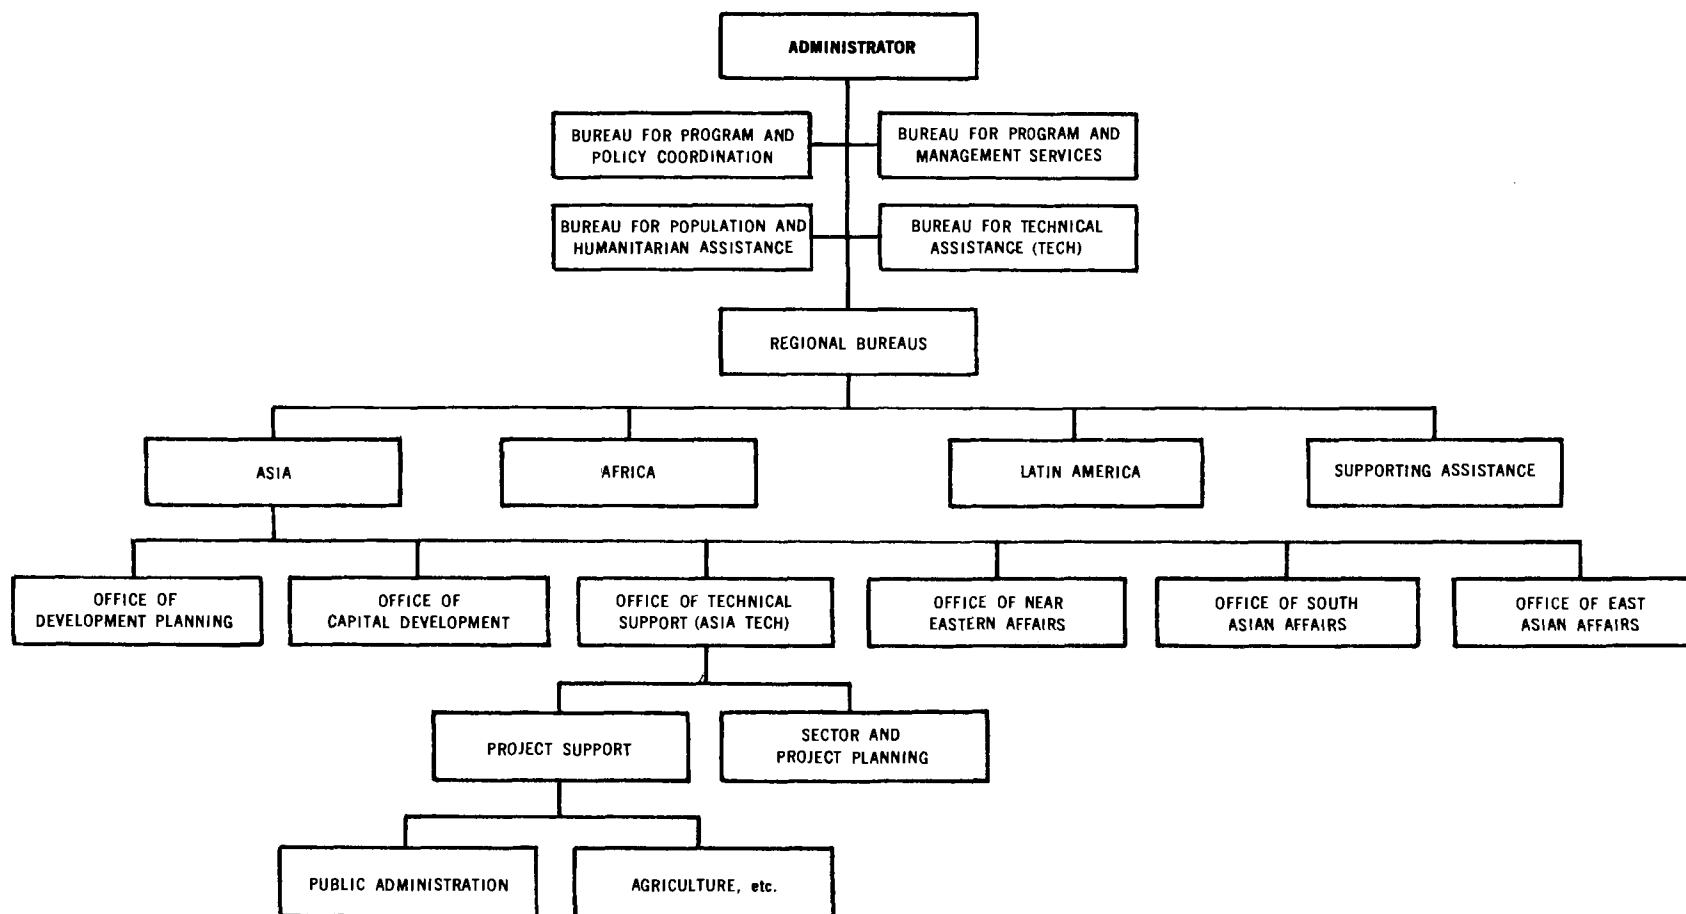 ADMINISTRATOR
BUREAU FOR PROGRAM AND
POLICY COORDINATION
BUREAU FOR PROGRAM AND
MANAGEMENT SERVICES
BUREAU FOR POPULATION AND
HUMANITARIAN ASSISTANCE
BUREAU FOR TECHNICAL
ASSISTANCE (TECH)
REGIONAL BUREAUS
ASIA
AFRICA
LATIN AMERICA
SUPPORTING ASSISTANCE
OFFICE OF
DEVELOPMENT PLANNING
OFFICE OF
CAPITAL DEVELOPMENT
OFFICE OF TECHNICAL
SUPPORT (ASIA TECH)
OFFICE OF NEAR
EASTERN AFFAIRS
OFFICE OF SOUTH
ASIAN AFFAIRS
OFFICE OF EAST
ASIAN AFFAIRS
PROJECT SUPPORT
SECTOR AND
PROJECT PLANNING
PUBLIC ADMINISTRATION
AGRICULTURE, etc.